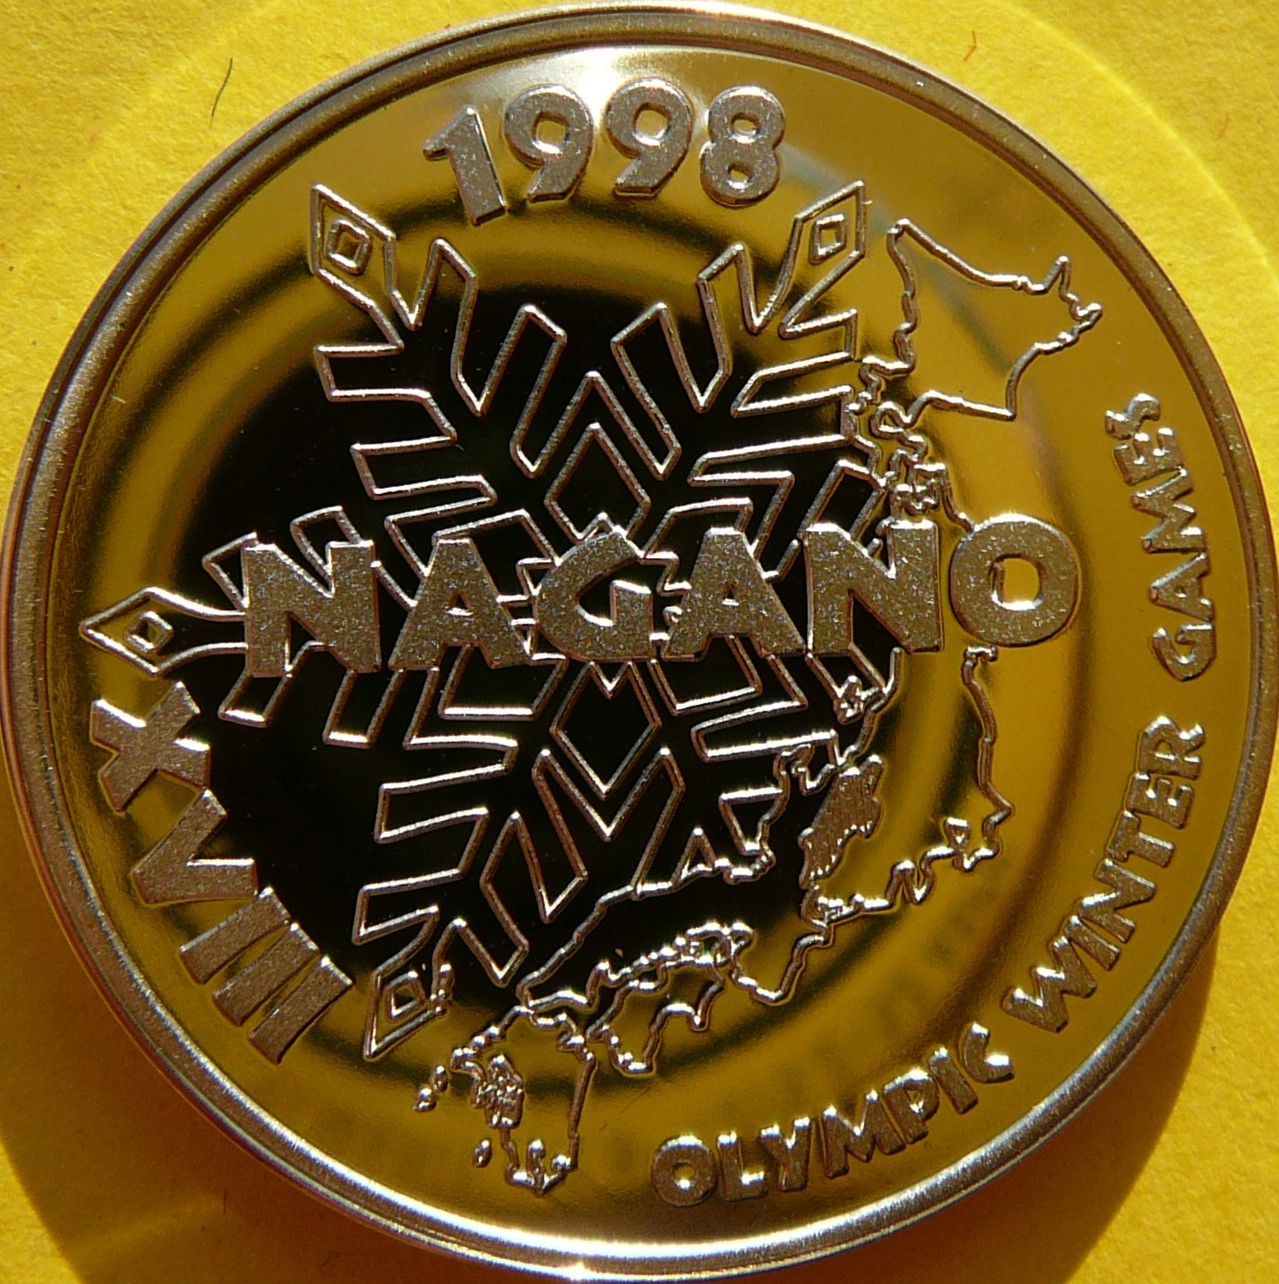 1998
NAGANO
XVIII
OLYMPIC WINTER GAMES